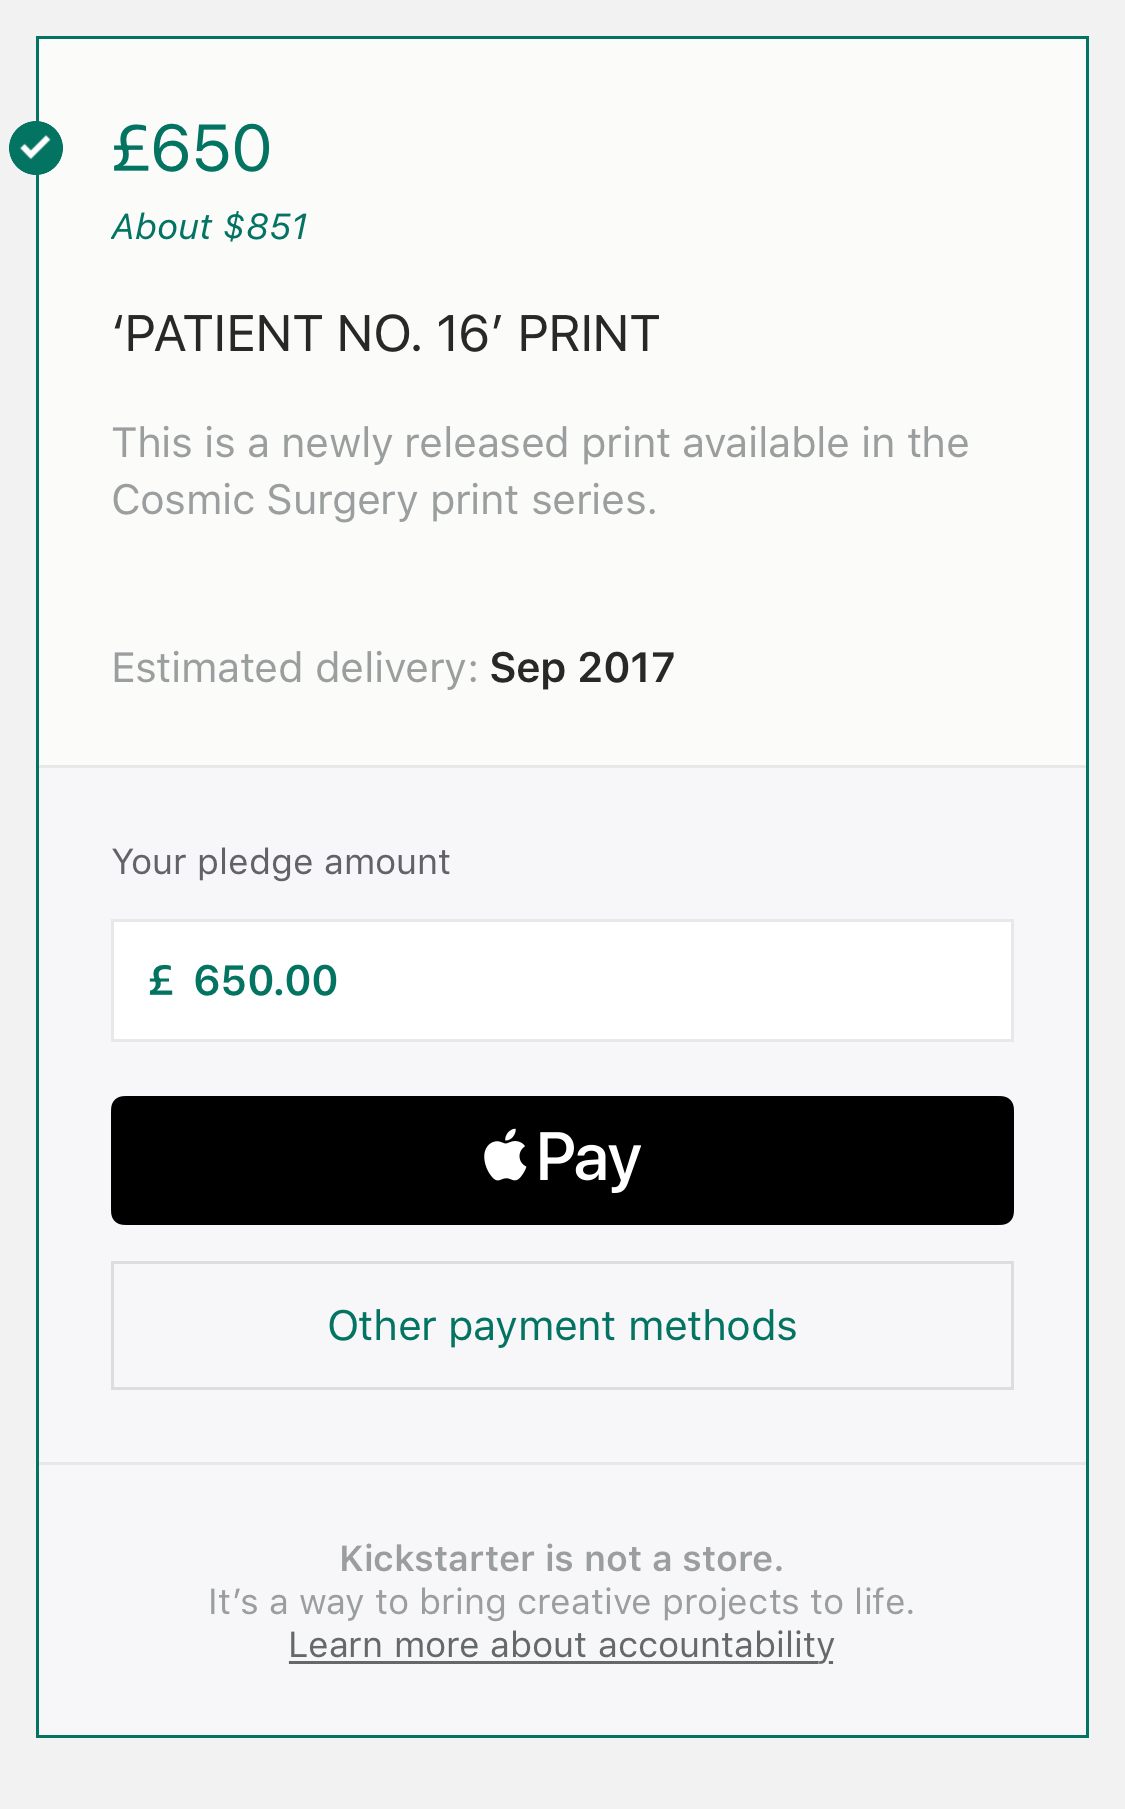 £650
About $851
‘PATIENT NO. 16’ PRINT
This is a newly released print available in the
Cosmic Surgery print series.
Estimated delivery: Sep 2017
Your pledge amount
£ 650.00
Pay
Other payment methods
Kickstarter is not a store.
It’s a way to bring creative projects to life.
Learn more about accountability